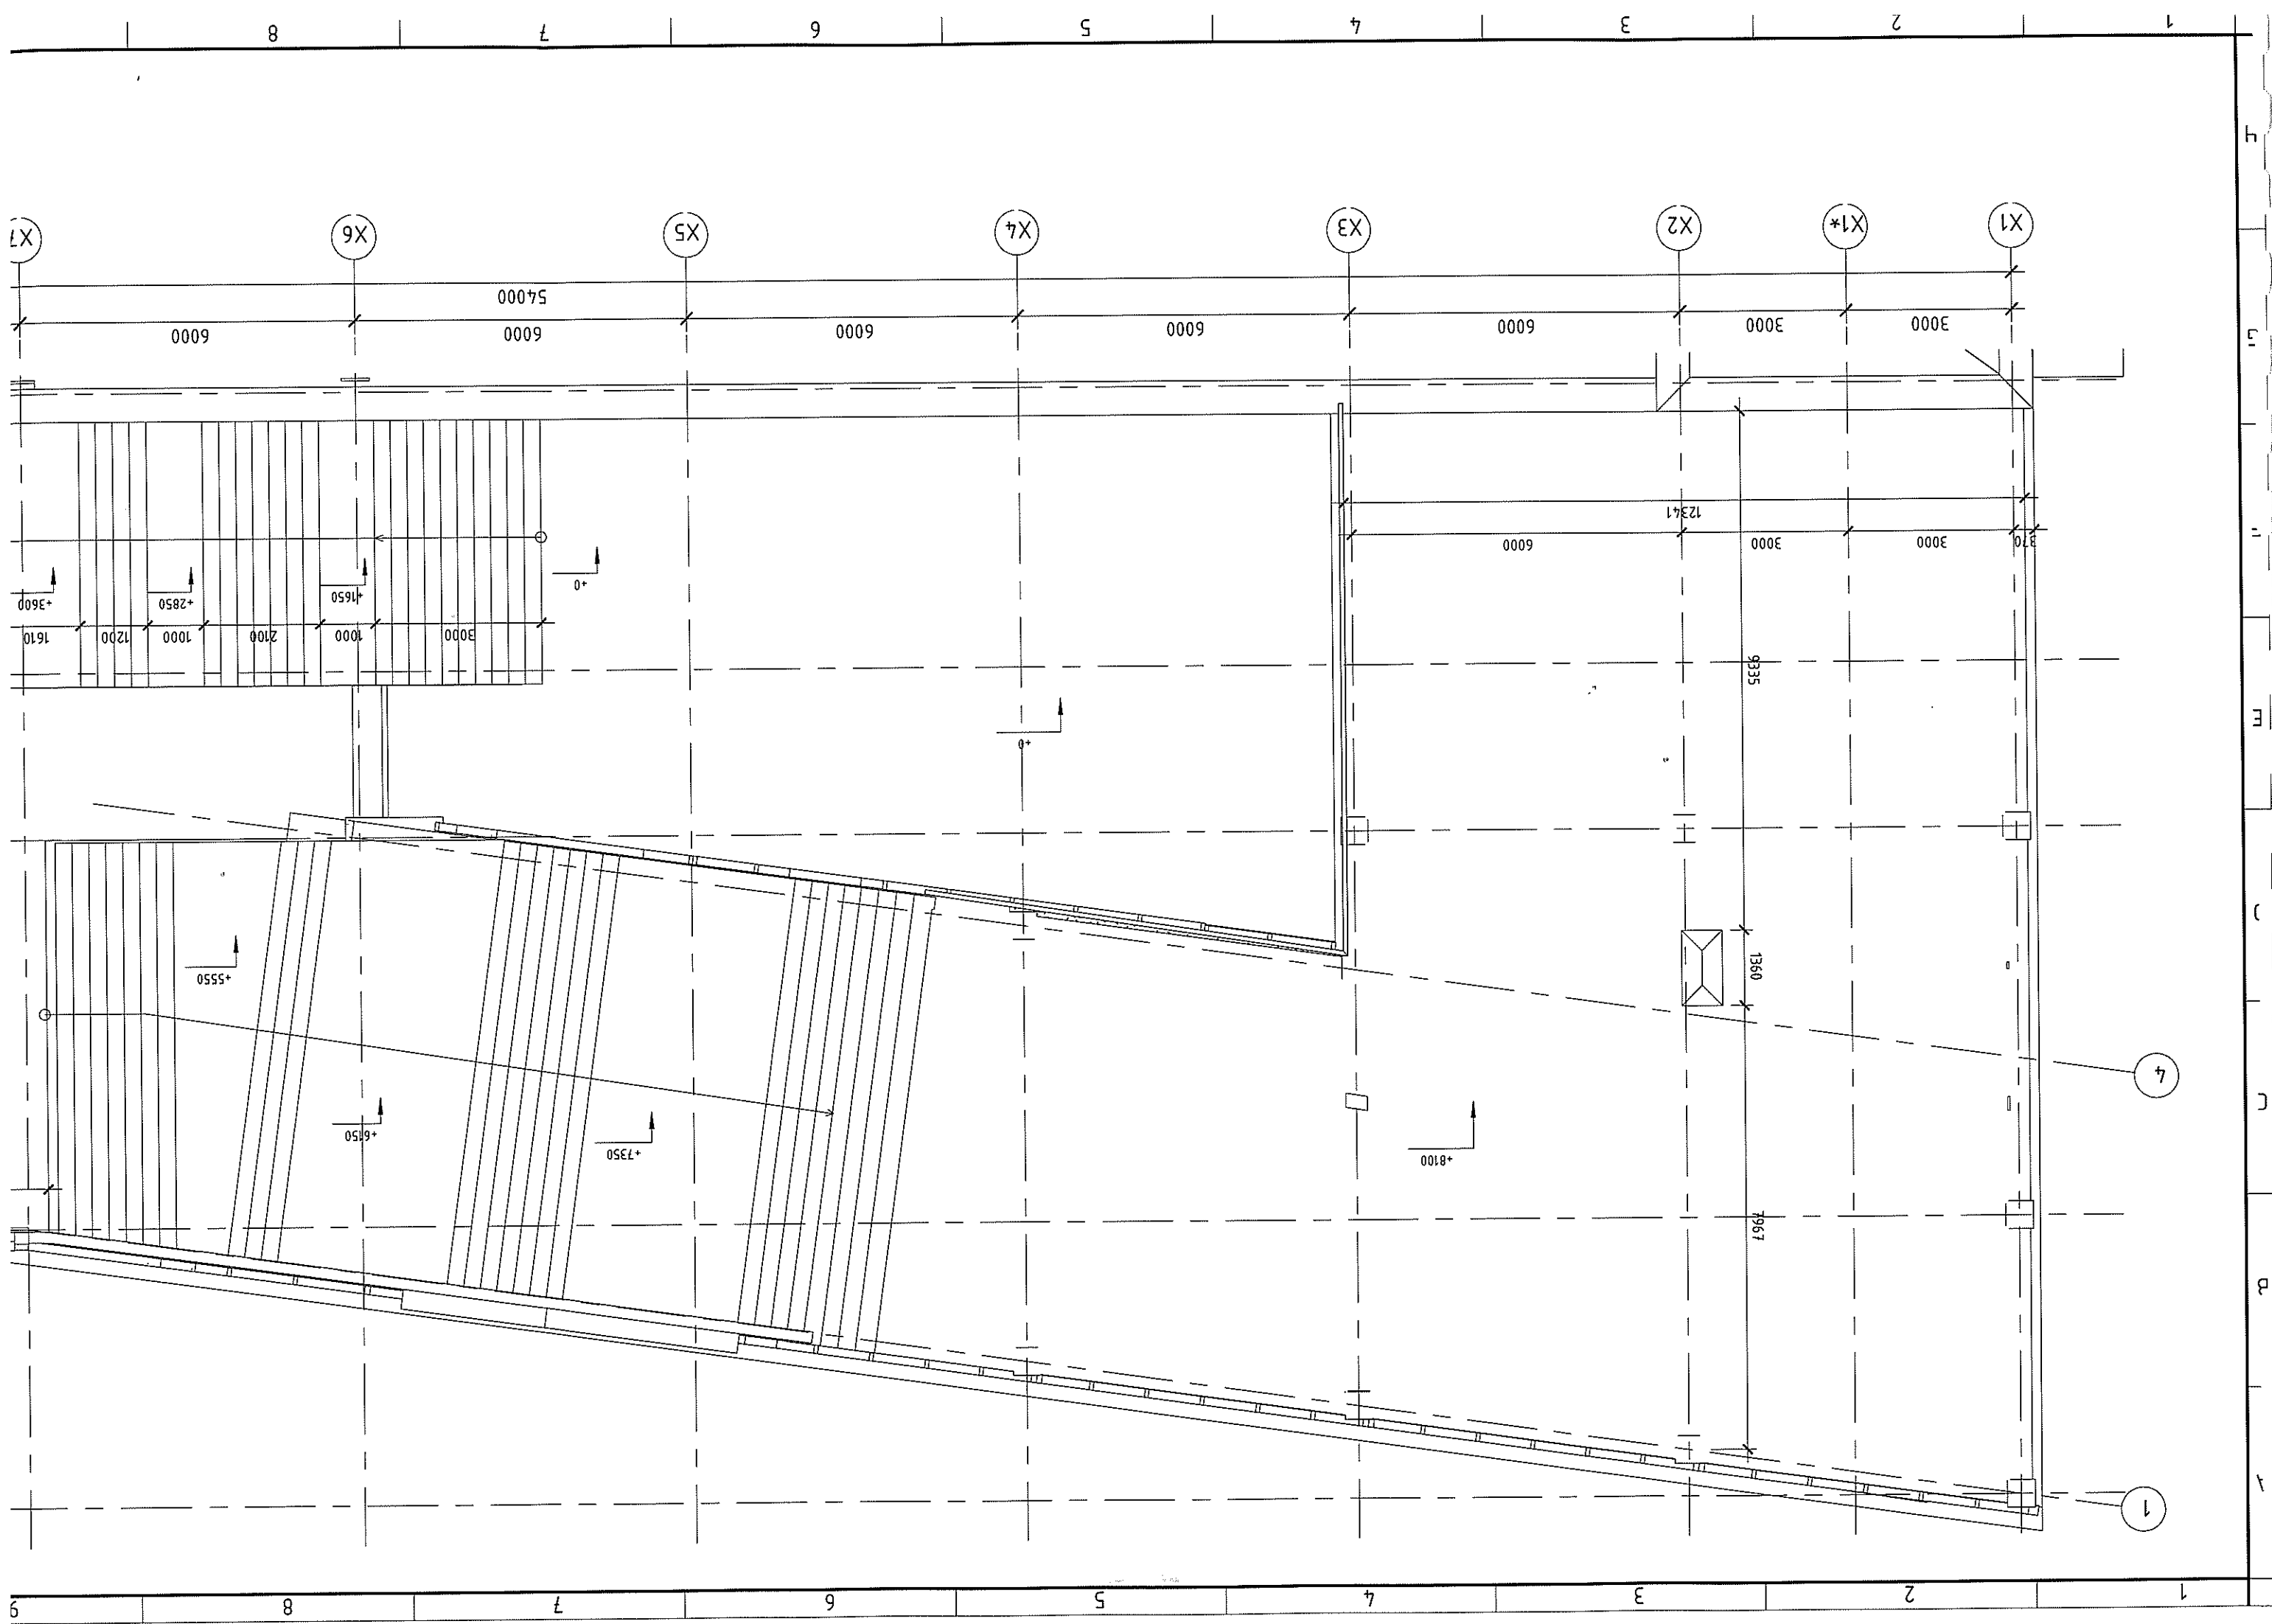 1 2 3 4 5 6 7 8 9
1
A
7967
B
+8100 +7350 +6150
C
4
1360
+5550
E
+0
9335
3000 1000 2100 1000 1200 1610
+0 +1650 +2850 +3600
370 3000 3000 6000
12341
3000 3000 6000 6000 6000 6000 6000
54000
X1 X1* X2 X3 X4 X5 X6 X7
H
1 2 3 4 5 6 7 8